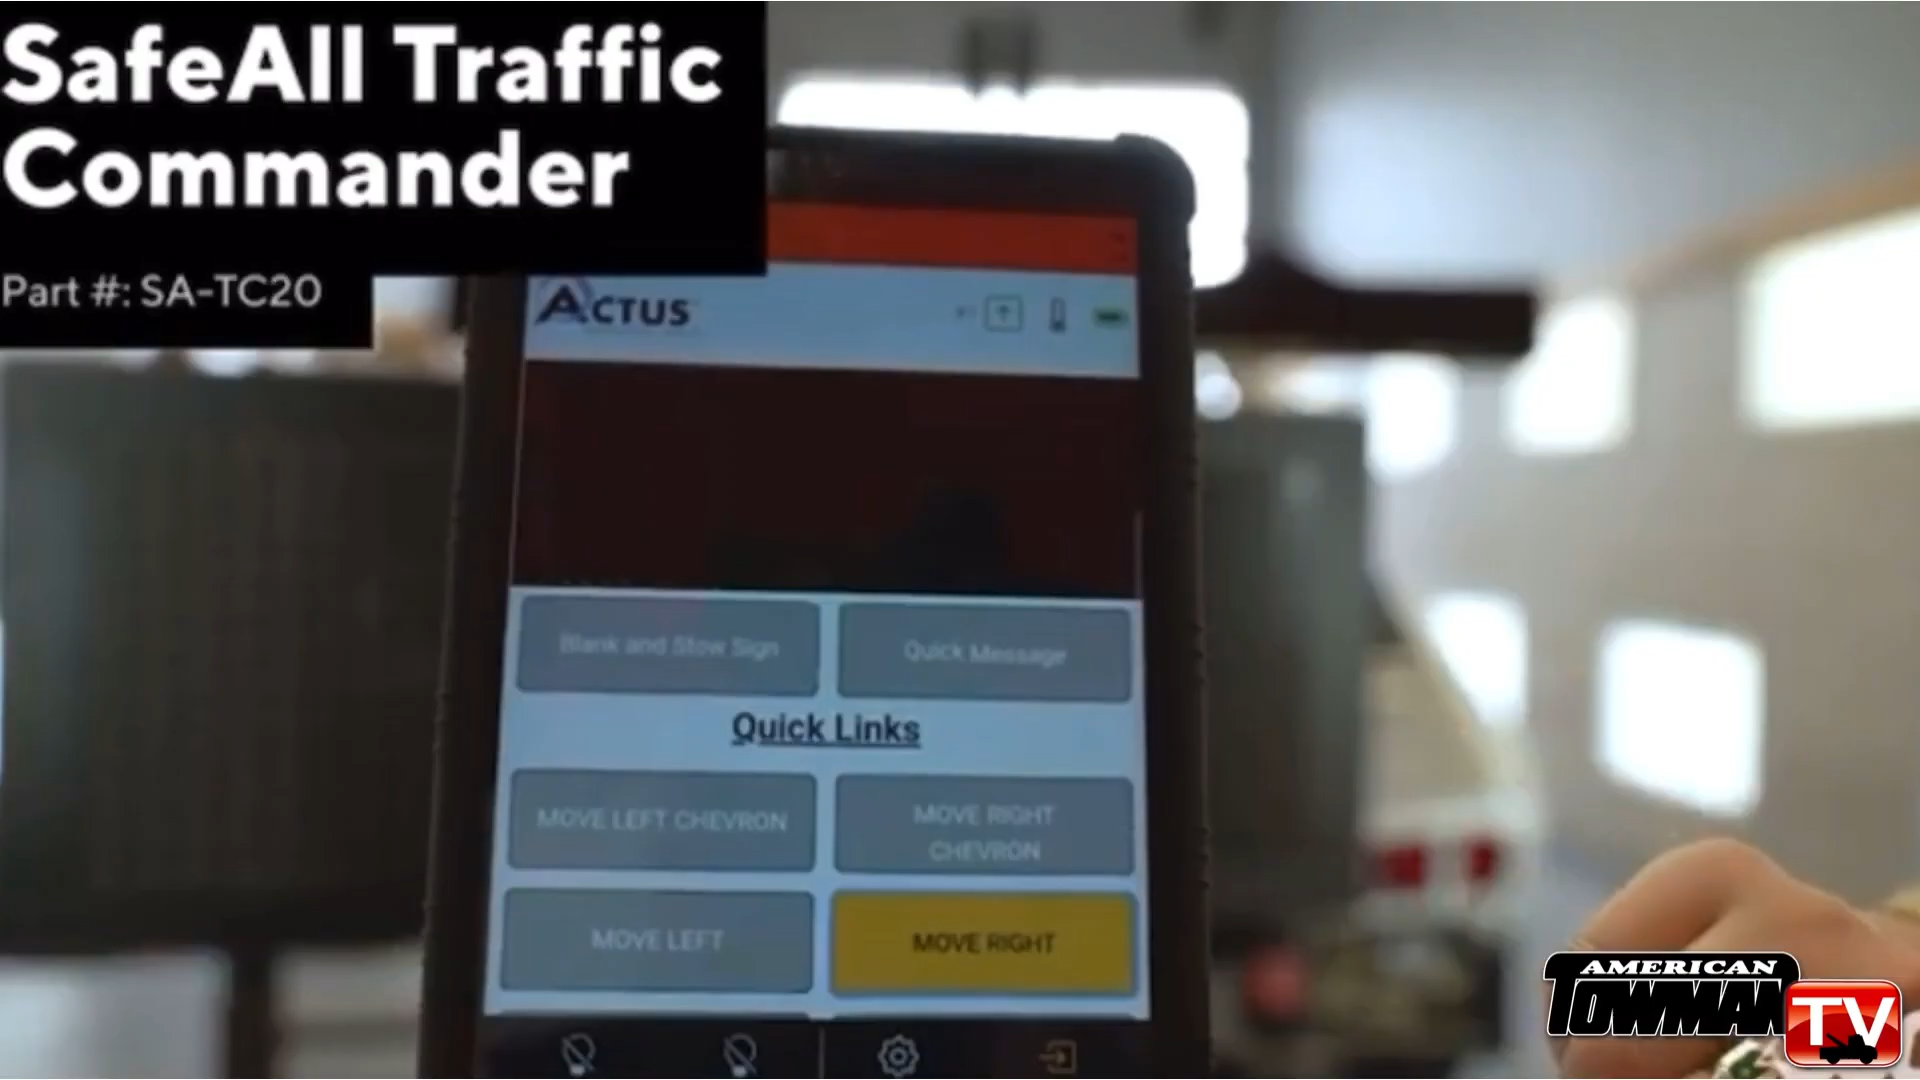 SafeAll Traffic
Commander
Part #: SA-TC20
ACTUS
Blank and Stow Sign
Quick Message
Quick Links
MOVE LEFT CHEVRON
MOVE RIGHT
CHEVRON
MOVE LEFT
MOVE RIGHT
AMERICAN
TOWMAN
TV